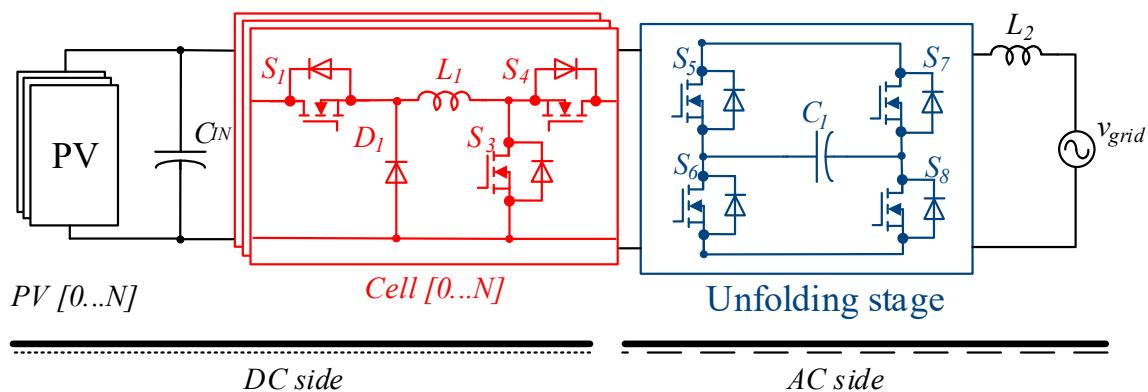 L2
S1
L1
S4
S5
S7
PV
CIN
D1
S3
C1
vgrid
S6
S8
PV [0...N]
Cell [0...N]
Unfolding stage
DC side
AC side